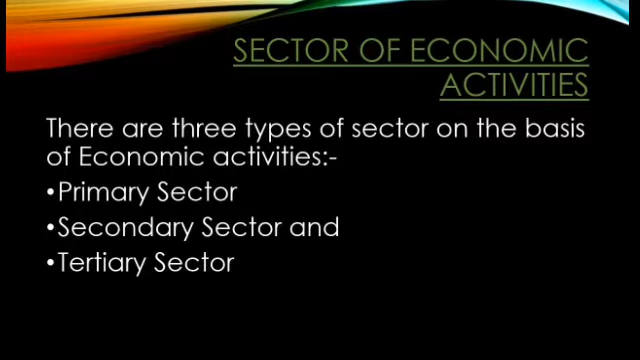 SECTOR OF ECONOMIC
ACTIVITIES
There are three types of sector on the basis
of Economic activities:-
•Primary Sector
•Secondary Sector and
•Tertiary Sector